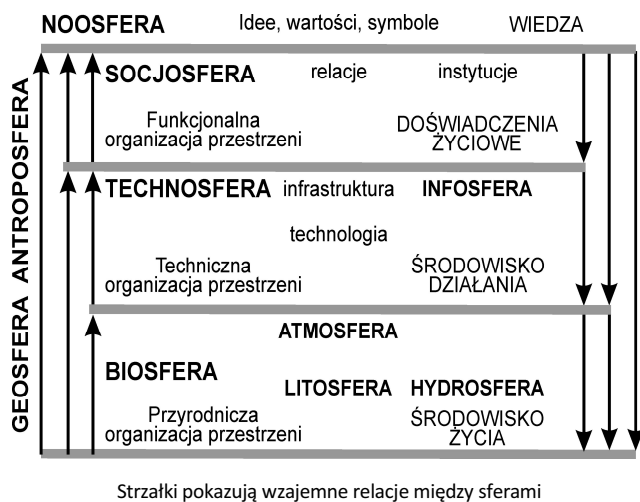 NOOSFERA Idee, wartości, symbole WIEDZA
SOCJOSFERA relacje instytucje
Funkcjonalna DOŚWIADCZENIA
organizacja przestrzeni ŻYCIOWE
TECHNOSFERA infrastruktura INFOSFERA
technologia
Techniczna ŚRODOWISKO
organizacja przestrzeni DZIAŁANIA
ATMOSFERA
BIOSFERA
LITOSFERA HYDROSFERA
Przyrodnicza ŚRODOWISKO
organizacja przestrzeni ŻYCIA
GEOSFERA ANTROPOSFERA
Strzałki pokazują wzajemne relacje między sferami